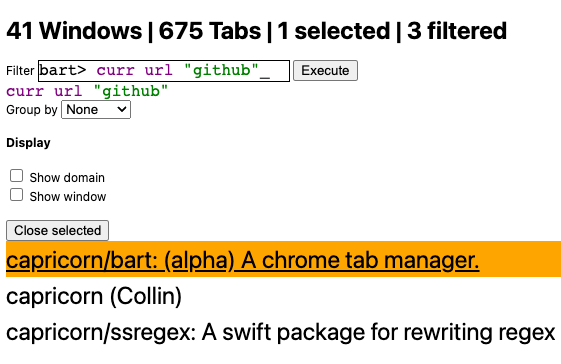 41 Windows | 675 Tabs | 1 selected | 3 filtered
Filter bart> curr url "github"_ Execute
curr url "github"
Group by None
Display
Show domain
Show window
Close selected
capricorn/bart: (alpha) A chrome tab manager.
capricorn (Collin)
capricorn/ssregex: A swift package for rewriting regex